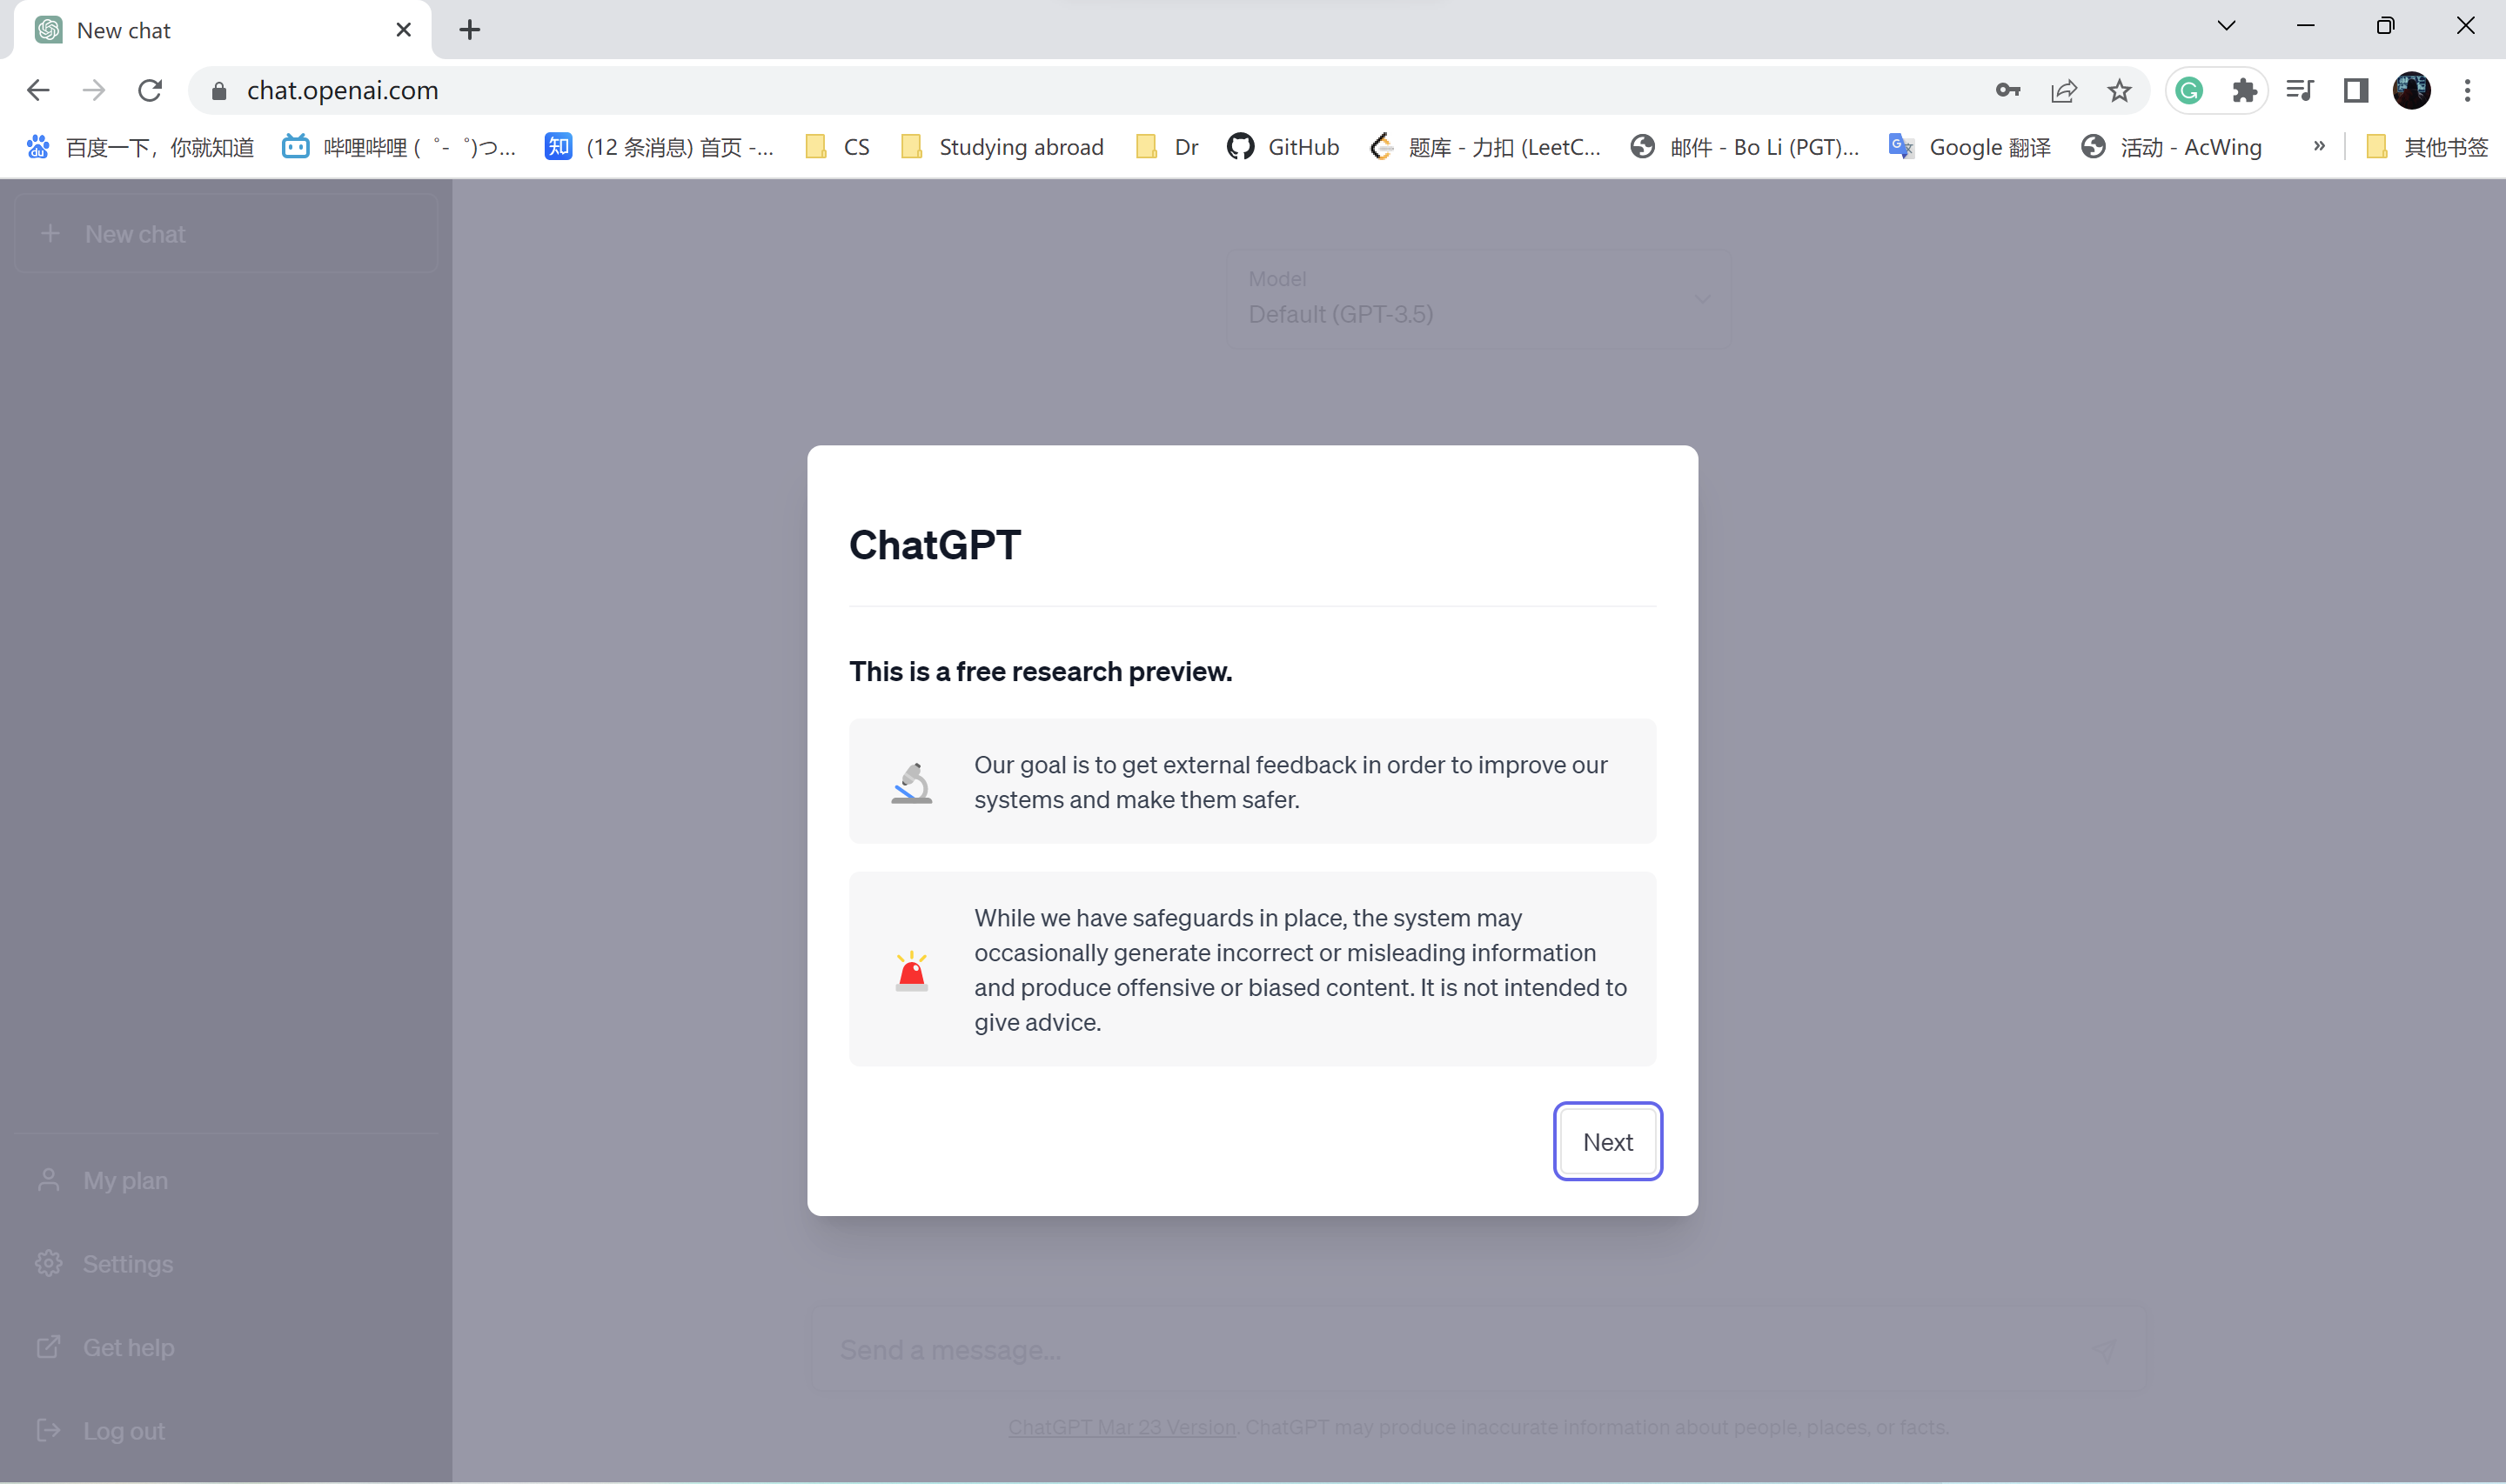 New chat
chat.openai.com
百度一下，你就知道
哔哩哔哩 (゜-゜)つ...
知
(12 条消息) 首页 -...
CS
Studying abroad
Dr
GitHub
题库 - 力扣 (LeetC...
邮件 - Bo Li (PGT)...
Google 翻译
活动 - AcWing
»
其他书签
New chat
Model
Default (GPT-3.5)
ChatGPT
This is a free research preview.
Our goal is to get external feedback in order to improve our
systems and make them safer.
While we have safeguards in place, the system may
occasionally generate incorrect or misleading information
and produce offensive or biased content. It is not intended to
give advice.
Next
My plan
Settings
Get help
Log out
Send a message...
ChatGPT Mar 23 Version. ChatGPT may produce inaccurate information about people, places, or facts.